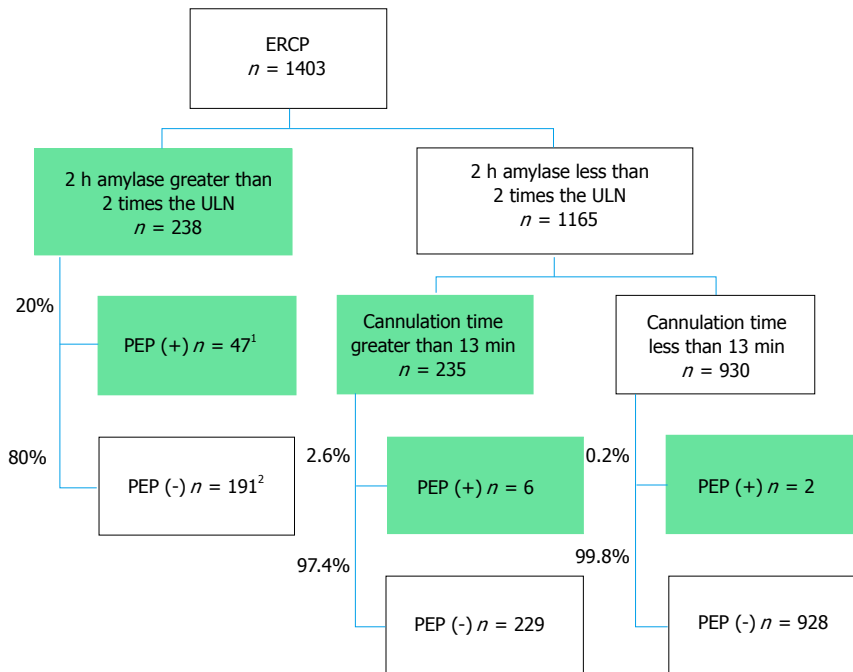 ERCP
n = 1403
2 h amylase greater than
2 times the ULN
n = 238
2 h amylase less than
2 times the ULN
n = 1165
20%
PEP (+) n = 47¹
80%
PEP (-) n = 191²
Cannulation time
greater than 13 min
n = 235
Cannulation time
less than 13 min
n = 930
2.6%
PEP (+) n = 6
97.4%
PEP (-) n = 229
0.2%
PEP (+) n = 2
99.8%
PEP (-) n = 928